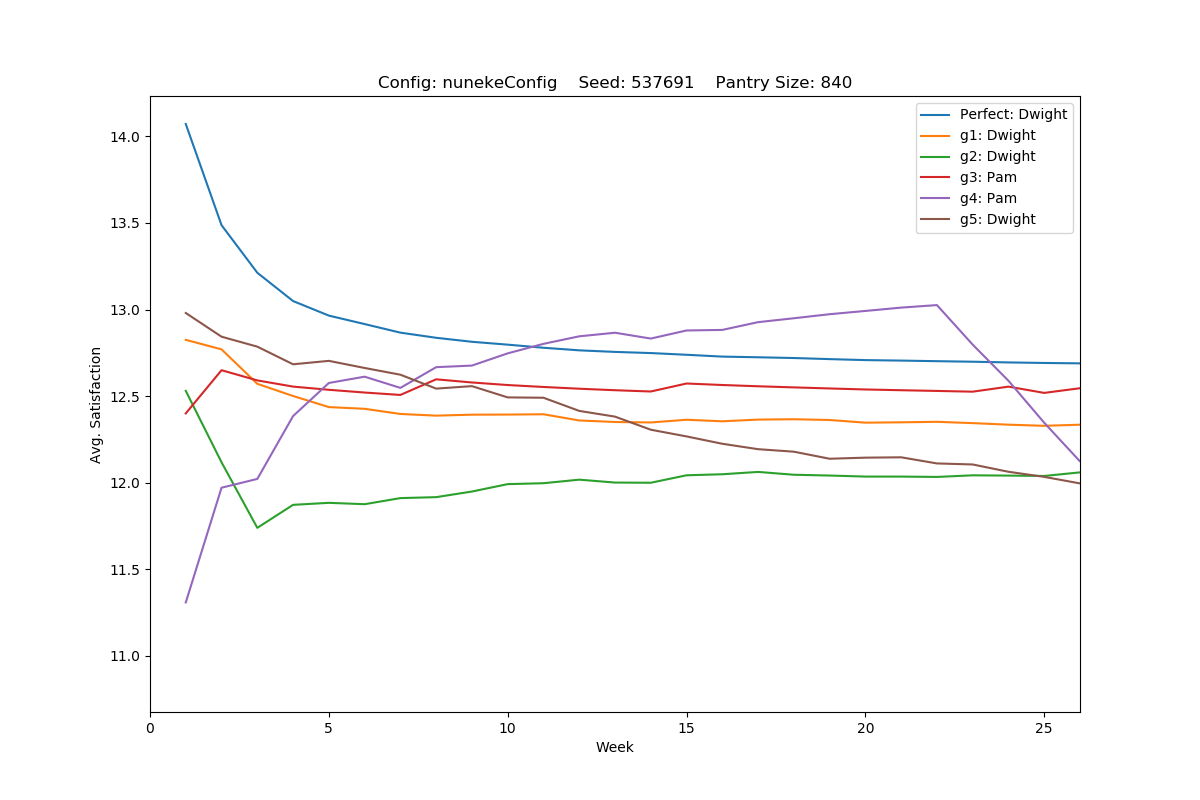 Config: nunekeConfig    Seed: 537691    Pantry Size: 840
Perfect: Dwight
g1: Dwight
g2: Dwight
g3: Pam
g4: Pam
g5: Dwight
14.0
13.5
13.0
12.5
12.0
11.5
11.0
Avg. Satisfaction
0 5 10 15 20 25
Week